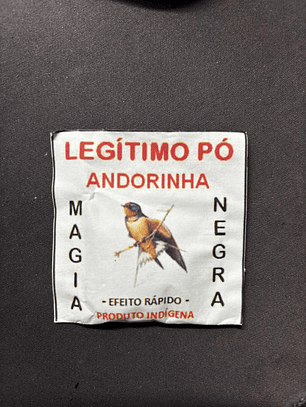 LEGÍTIMO PÓ
ANDORINHA
MAGIA
NEGRA
- EFEITO RÁPIDO -
PRODUTO INDÍGENA